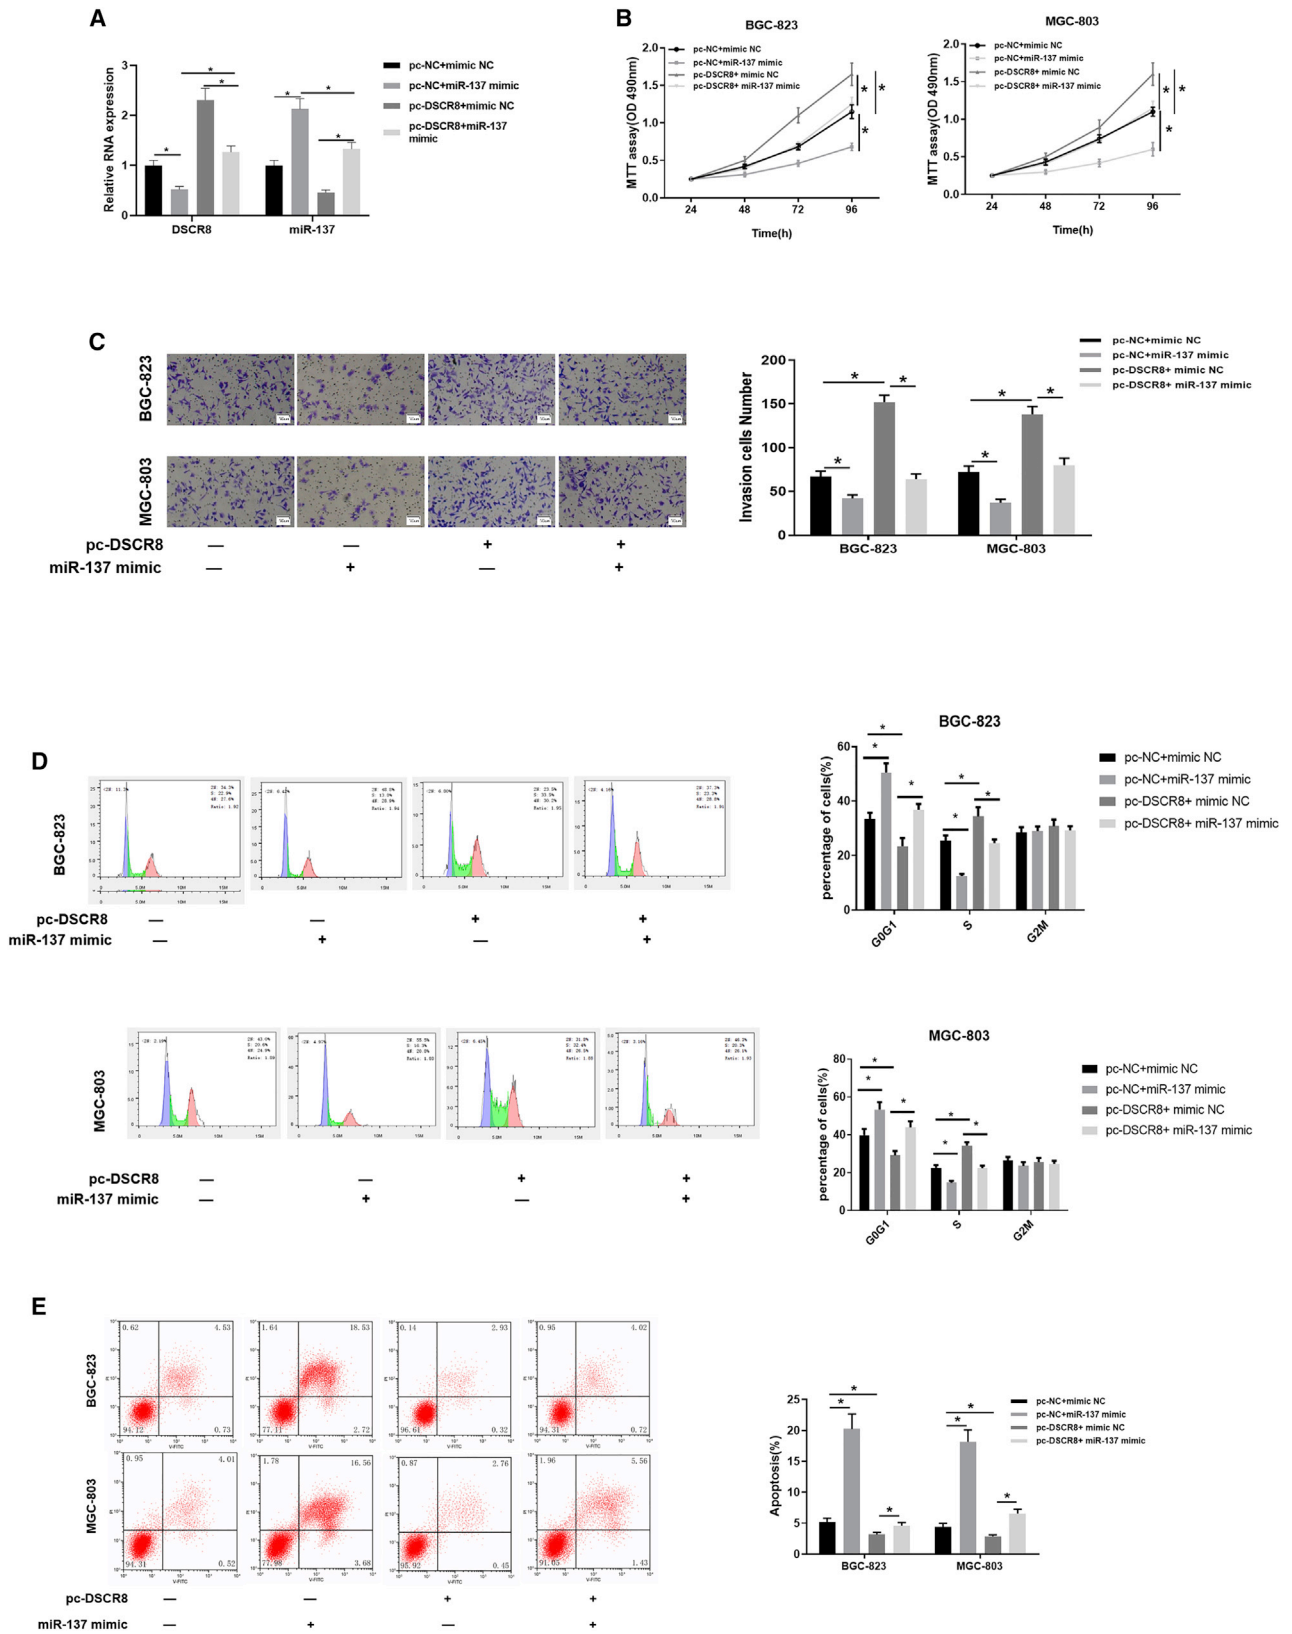 A
Relative RNA expression
3
2
1
0
DSCR8
miR-137
pc-NC+mimic NC
pc-NC+miR-137 mimic
pc-DSCR8+mimic NC
pc-DSCR8+miR-137
mimic
B
BGC-823
MTT assay(OD 490nm)
2.0
1.5
1.0
0.5
0.0
pc-NC+mimic NC
pc-NC+miR-137 mimic
pc-DSCR8+ mimic NC
pc-DSCR8+ miR-137 mimic
24 48 72 96
Time(h)
MGC-803
MTT assay(OD 490nm)
2.0
1.5
1.0
0.5
0.0
pc-NC+mimic NC
pc-NC+miR-137 mimic
pc-DSCR8+ mimic NC
pc-DSCR8+ miR-137 mimic
24 48 72 96
Time(h)
C
BGC-823
MGC-803
pc-DSCR8 — — + +
miR-137 mimic — + — +
Invasion cells Number
200
150
100
50
0
BGC-823
MGC-803
pc-NC+mimic NC
pc-NC+miR-137 mimic
pc-DSCR8+ mimic NC
pc-DSCR8+ miR-137 mimic
D
BGC-823
pc-DSCR8 — — + +
miR-137 mimic — + — +
BGC-823
percentage of cells(%)
60
40
20
0
G0G1
S
G2M
pc-NC+mimic NC
pc-NC+miR-137 mimic
pc-DSCR8+ mimic NC
pc-DSCR8+ miR-137 mimic
MGC-803
pc-DSCR8 — — + +
miR-137 mimic — + — +
MGC-803
percentage of cells(%)
80
60
40
20
0
G0G1
S
G2M
pc-NC+mimic NC
pc-NC+miR-137 mimic
pc-DSCR8+ mimic NC
pc-DSCR8+ miR-137 mimic
E
BGC-823
0.62 4.53
94.12 0.73
1.64 18.53
77.11 2.72
0.14 2.93
96.61 0.32
0.95 4.02
94.31 0.72
MGC-803
0.95 4.01
94.31 0.52
1.78 16.56
77.98 3.68
0.87 2.76
95.92 0.45
1.96 5.56
91.05 1.43
pc-DSCR8 — — + +
miR-137 mimic — + — +
Apoptosis(%)
25
20
15
10
5
0
BGC-823
MGC-803
pc-NC+mimic NC
pc-NC+miR-137 mimic
pc-DSCR8+ mimic NC
pc-DSCR8+ miR-137 mimic